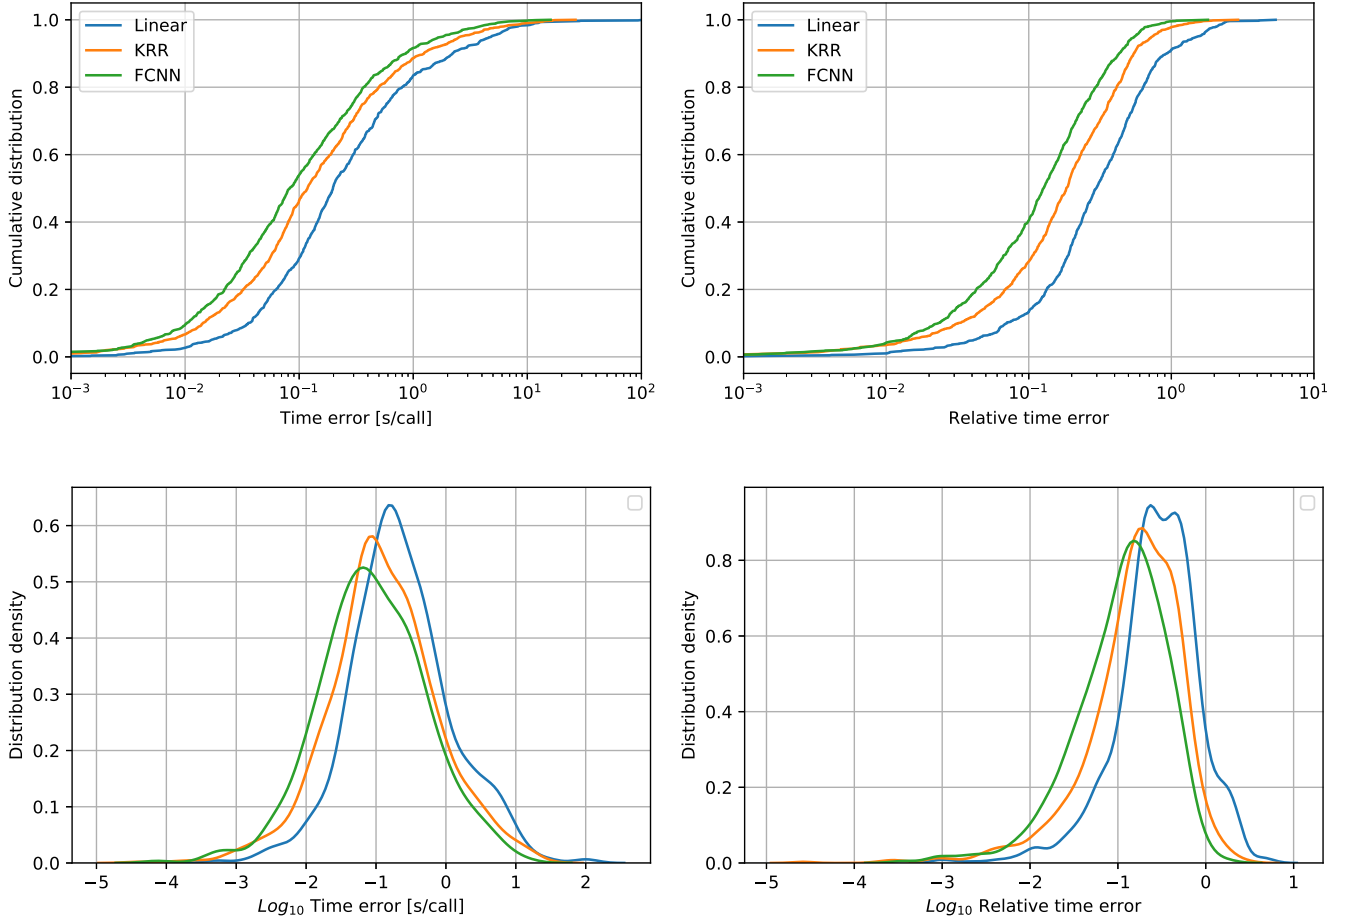 Linear
KRR
FCNN
1.0
0.8
0.6
0.4
0.2
0.0
Cumulative distribution
10⁻³ 10⁻² 10⁻¹ 10⁰ 10¹ 10²
Time error [s/call]
Linear
KRR
FCNN
1.0
0.8
0.6
0.4
0.2
0.0
Cumulative distribution
10⁻³ 10⁻² 10⁻¹ 10⁰ 10¹
Relative time error
0.6
0.5
0.4
0.3
0.2
0.1
0.0
Distribution density
−5 −4 −3 −2 −1 0 1 2
Log₁₀ Time error [s/call]
0.8
0.6
0.4
0.2
0.0
Distribution density
−5 −4 −3 −2 −1 0 1
Log₁₀ Relative time error